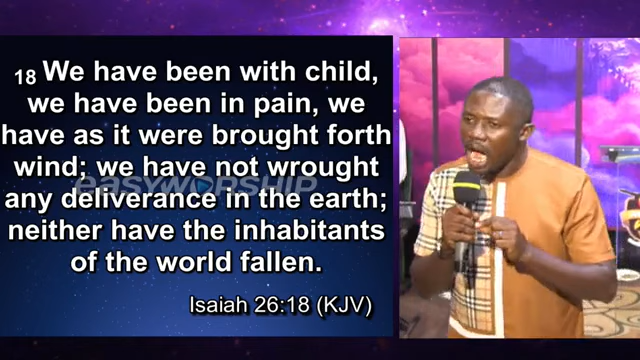 18 We have been with child,
we have been in pain, we
have as it were brought forth
wind; we have not wrought
any deliverance in the earth;
neither have the inhabitants
of the world fallen.
Isaiah 26:18 (KJV)
easyworship